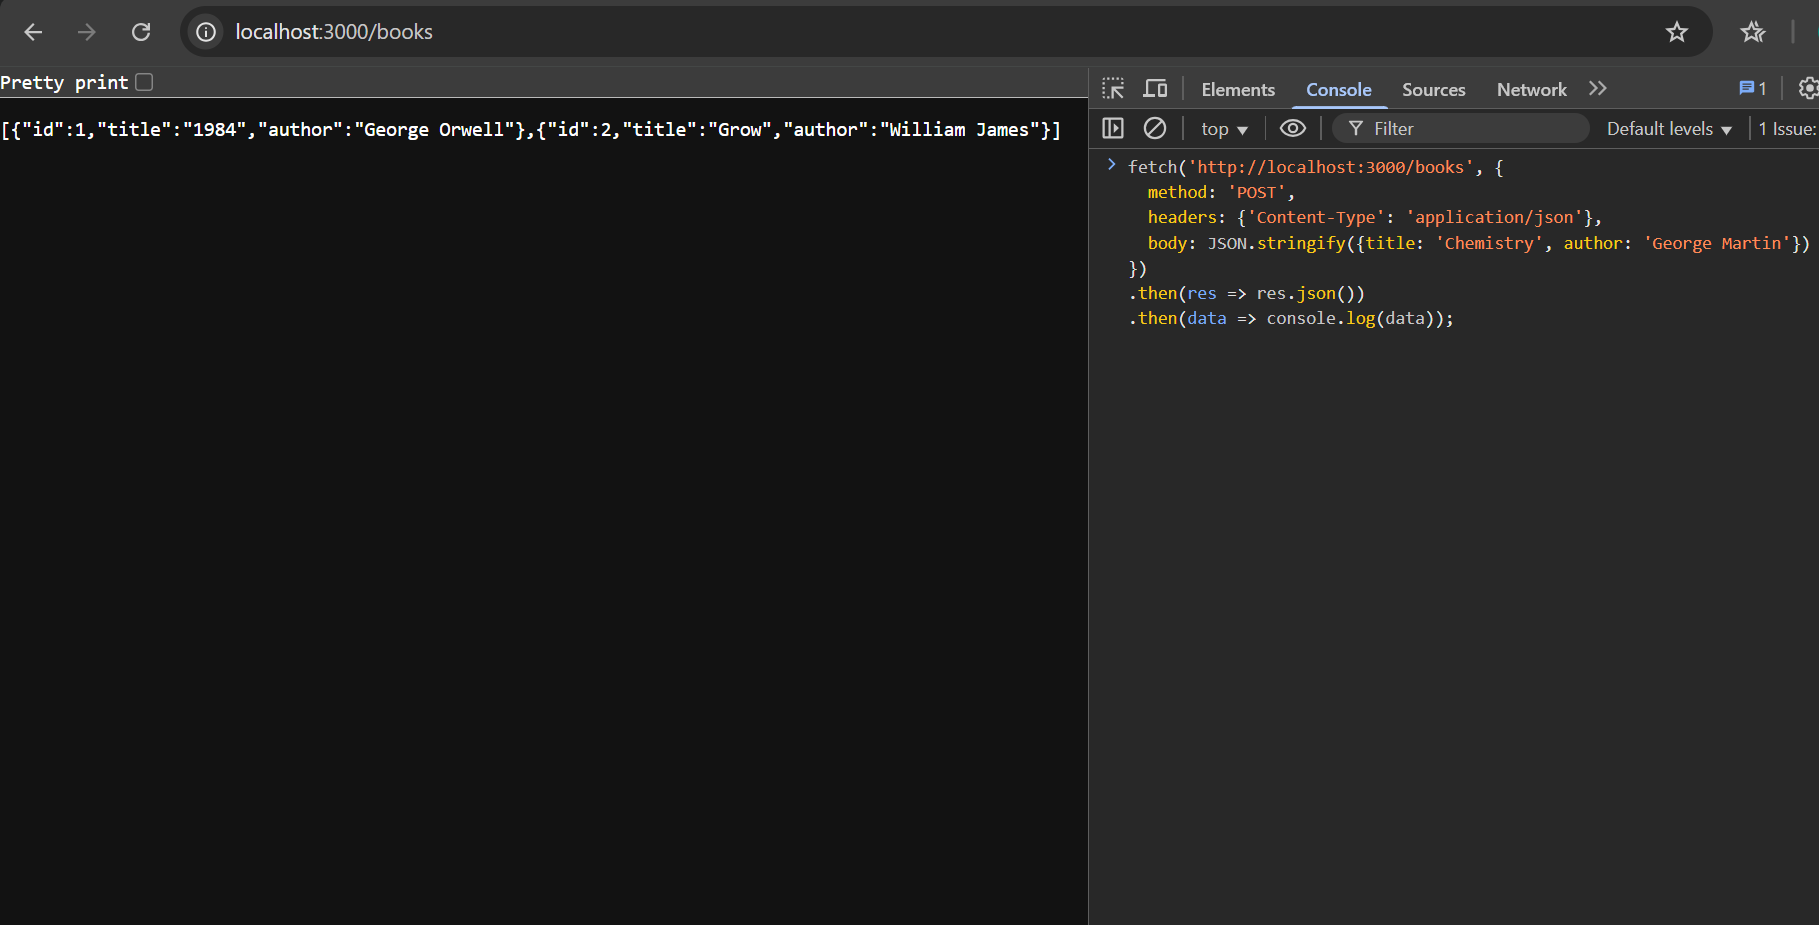 localhost:3000/books
Pretty print
[{"id":1,"title":"1984","author":"George Orwell"},{"id":2,"title":"Grow","author":"William James"}]
Elements Console Sources Network 1
top Filter Default levels 1 Issue:
fetch('http://localhost:3000/books', {
method: 'POST',
headers: {'Content-Type': 'application/json'},
body: JSON.stringify({title: 'Chemistry', author: 'George Martin'})
})
.then(res => res.json())
.then(data => console.log(data));